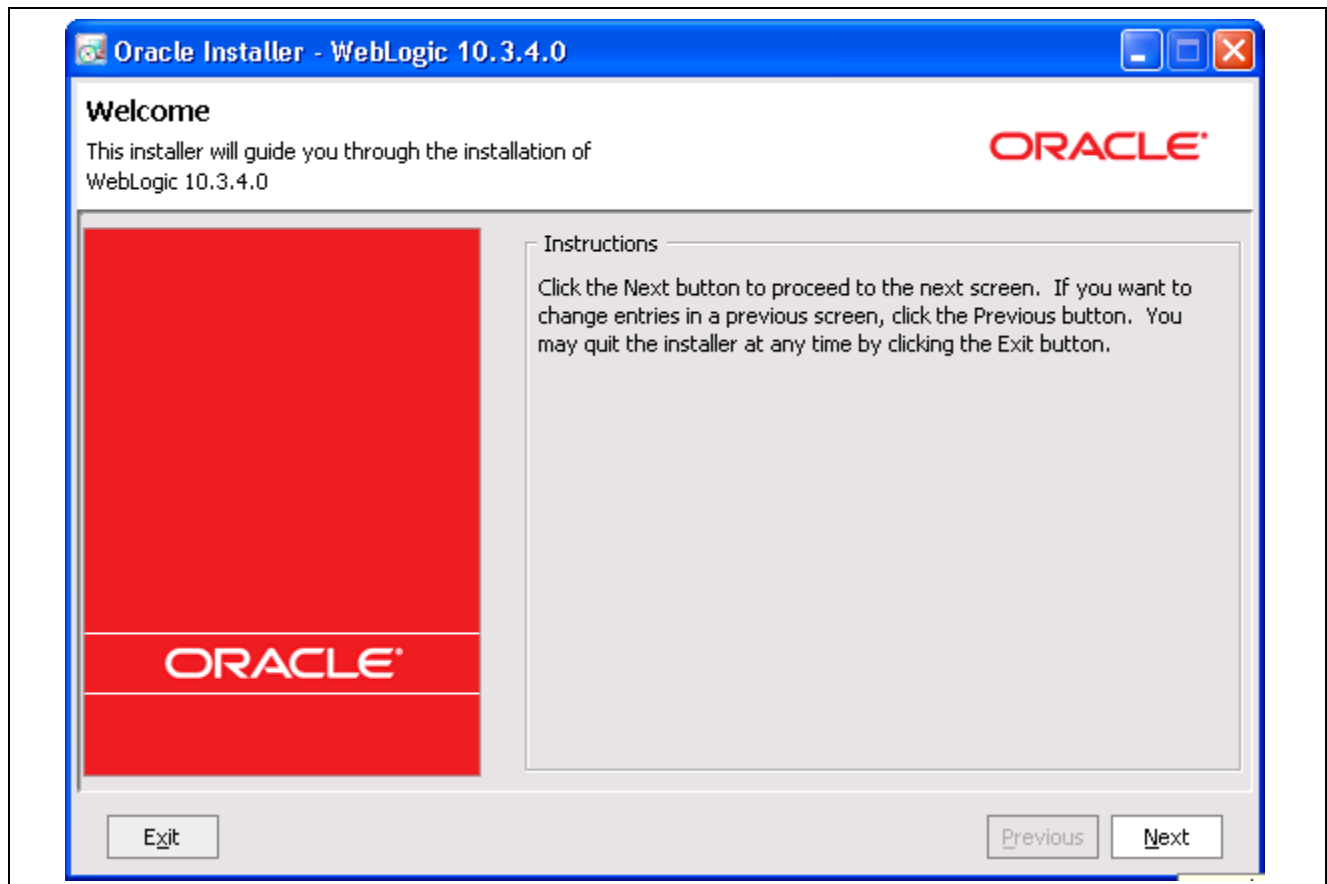 Oracle Installer - WebLogic 10.3.4.0
Welcome
This installer will guide you through the installation of
WebLogic 10.3.4.0
ORACLE
Instructions
Click the Next button to proceed to the next screen.  If you want to
change entries in a previous screen, click the Previous button.  You
may quit the installer at any time by clicking the Exit button.
ORACLE
Exit
Previous
Next